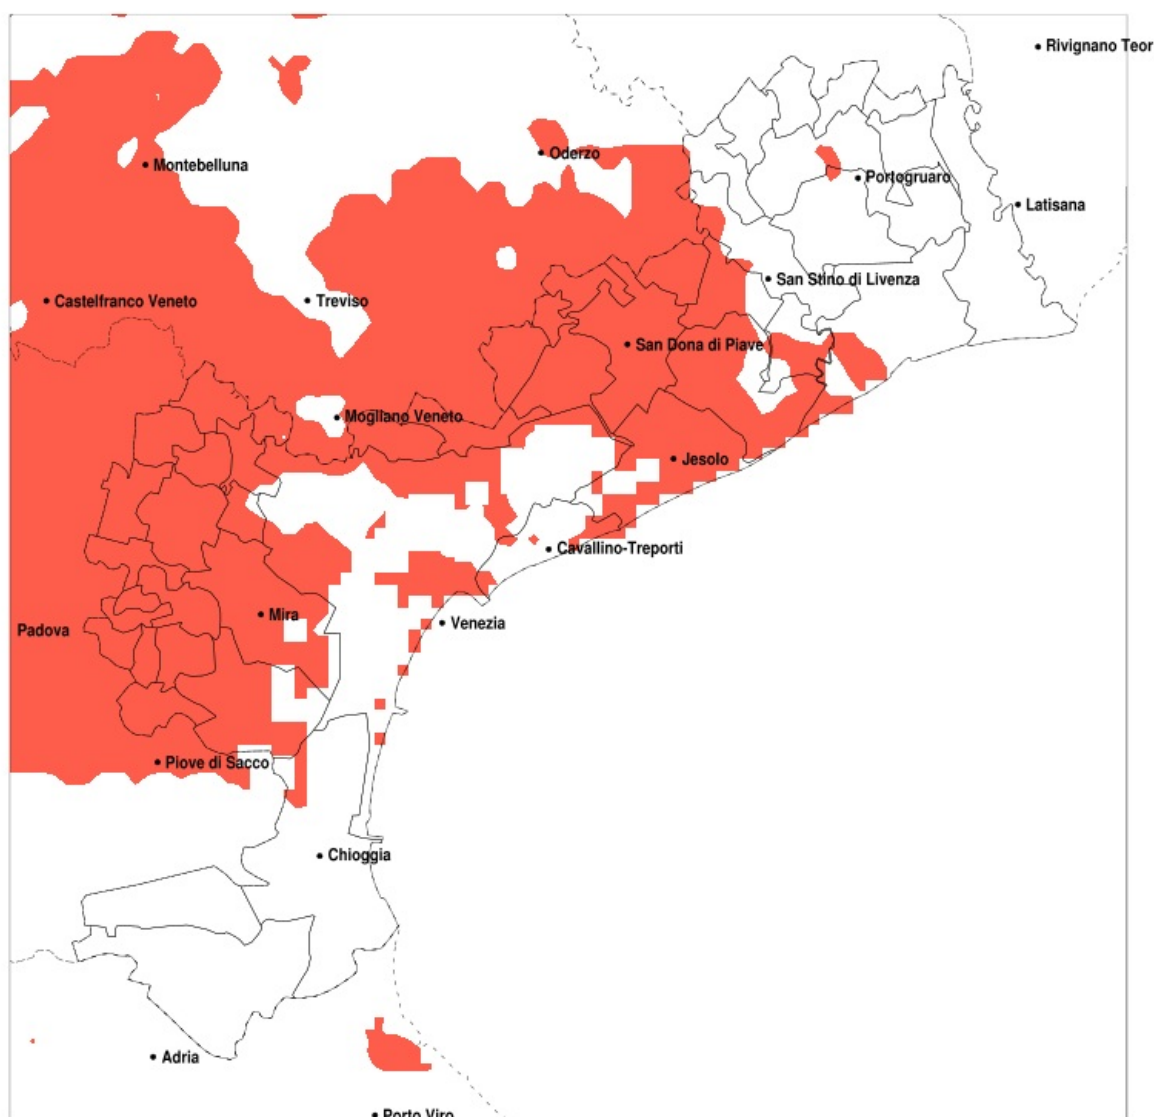 Rivignano Teor
Oderzo
Montebelluna
Portogruaro
Latisana
San Stino di Livenza
Castelfranco Veneto
Treviso
San Dona di Piave
Mogliano Veneto
Jesolo
Cavallino-Treporti
Mira
Venezia
Padova
Piove di Sacco
Chioggia
Adria
Porto Viro